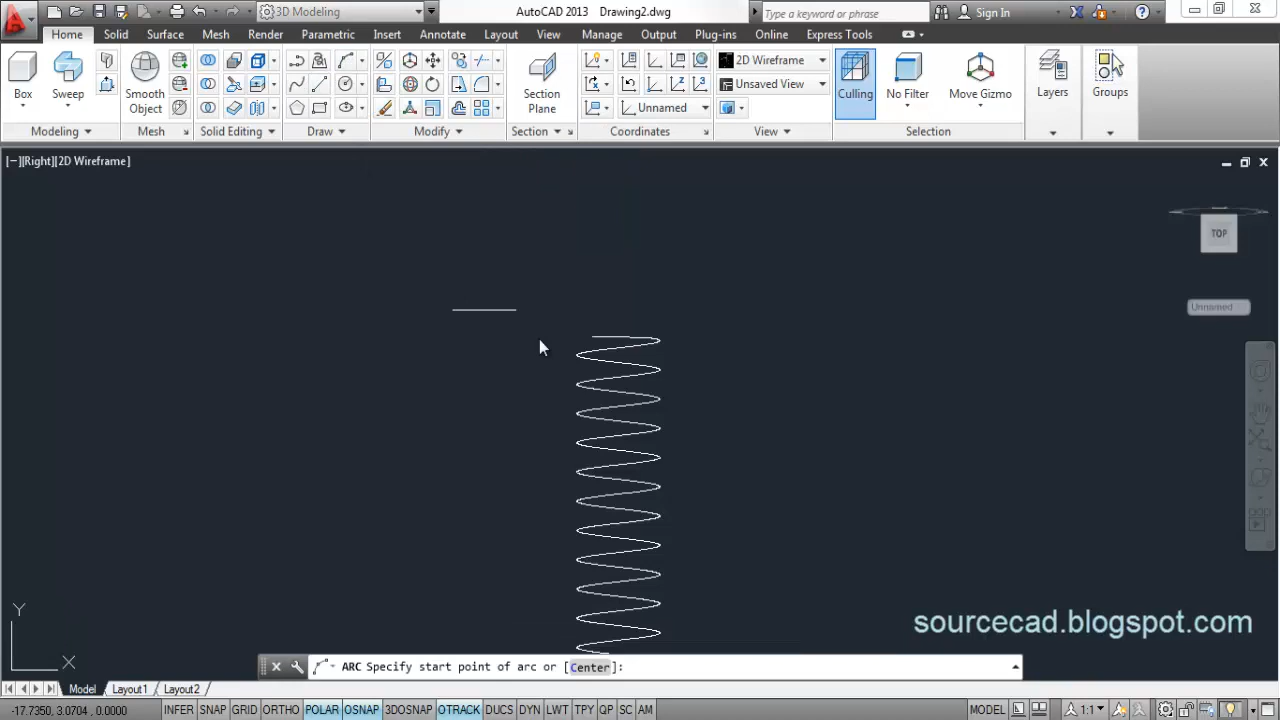 3D Modeling
AutoCAD 2013 Drawing2.dwg
Type a keyword or phrase
Sign In
Home Solid Surface Mesh Render Parametric Insert Annotate Layout View Manage Output Plug-ins Online Express Tools
2D Wireframe
Unsaved View
Unnamed
Box Sweep Smooth Object Section Plane Culling No Filter Move Gizmo Layers Groups
Modeling Mesh Solid Editing Draw Modify Section Coordinates View Selection
[−][Right][2D Wireframe]
TOP
Unnamed
Y
X
sourcecad.blogspot.com
ARC Specify start point of arc or [Center]:
Model Layout1 Layout2
-17.7350, 3.0704 , 0.0000 INFER SNAP GRID ORTHO POLAR OSNAP 3DOSNAP OTRACK DUCS DYN LWT TPY QP SC AM MODEL 1:1